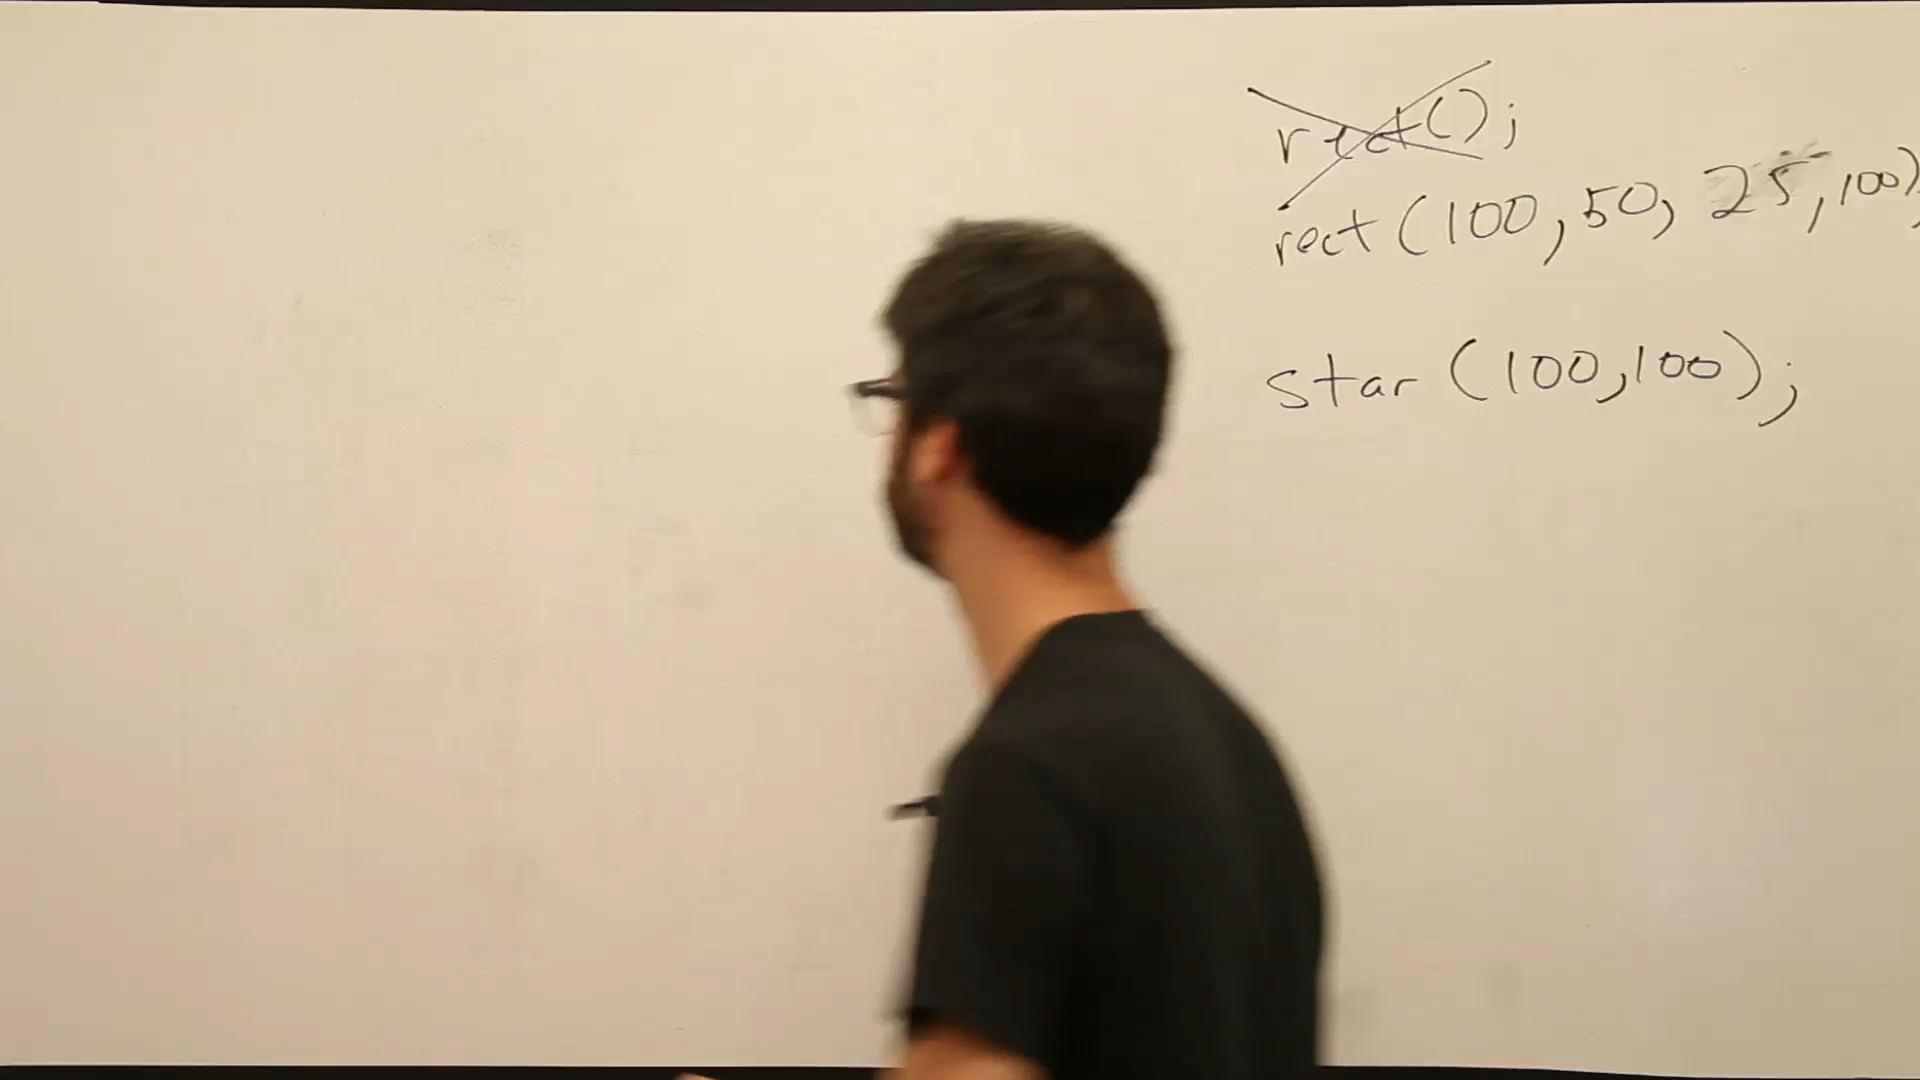 rect();
rect (100, 50, 25, 100)
star (100,100);